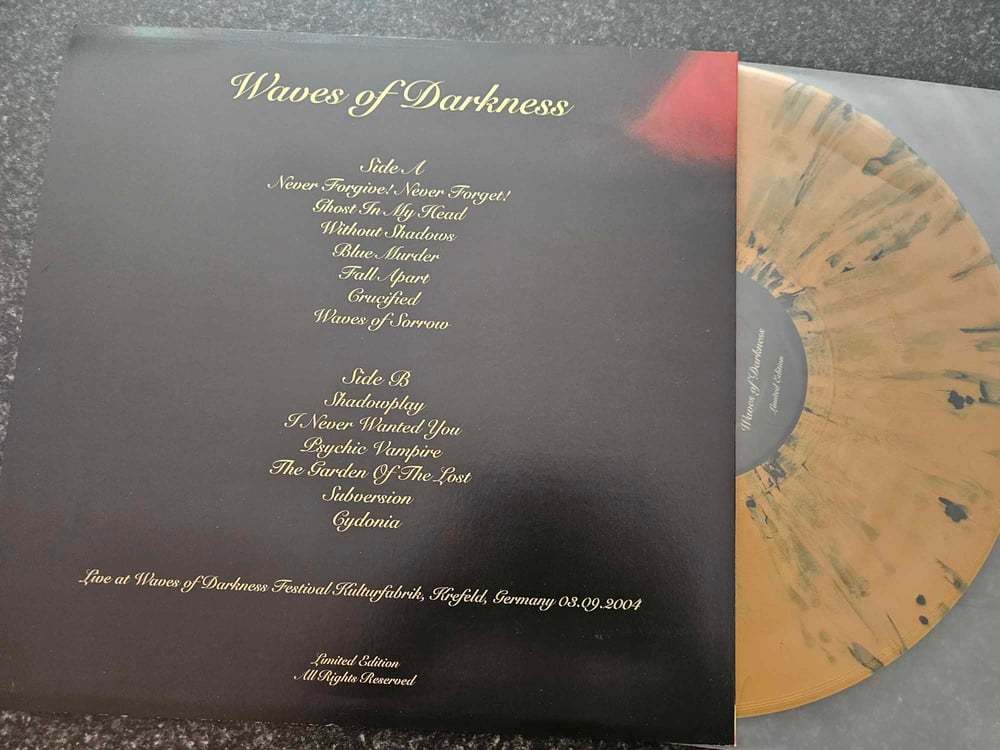 Waves of Darkness
Side A
Never Forgive! Never Forget!
Ghost In My Head
Without Shadows
Blue Murder
Fall Apart
Crucified
Waves of Sorrow
Side B
Shadowplay
I Never Wanted You
Psychic Vampire
The Garden Of The Lost
Subversion
Cydonia
Live at Waves of Darkness Festival Kulturfabrik, Krefeld, Germany 03.09.2004
Limited Edition
All Rights Reserved
Waves of Darkness
Limited Edition